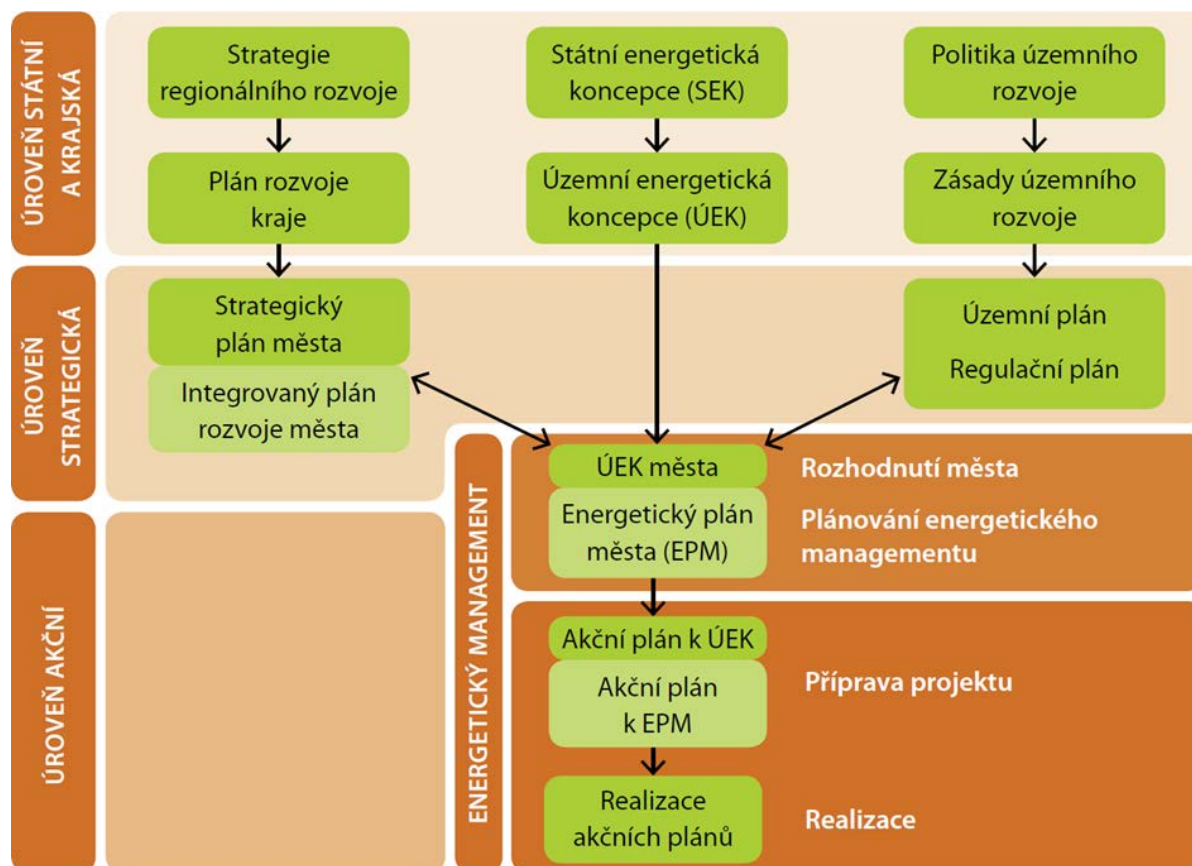 ÚROVEŇ STÁTNÍ
A KRAJSKÁ
Strategie
regionálního rozvoje
Státní energetická
koncepce (SEK)
Politika územního
rozvoje
Plán rozvoje
kraje
Územní energetická
koncepce (ÚEK)
Zásady územního
rozvoje
ÚROVEŇ
STRATEGICKÁ
Strategický
plán města
Integrovaný plán
rozvoje města
Územní plán
Regulační plán
ENERGETICKÝ MANAGEMENT
ÚEK města
Energetický plán
města (EPM)
Rozhodnutí města
Plánování energetického
managementu
ÚROVEŇ AKČNÍ
Akční plán k ÚEK
Akční plán
k EPM
Příprava projektu
Realizace
akčních plánů
Realizace